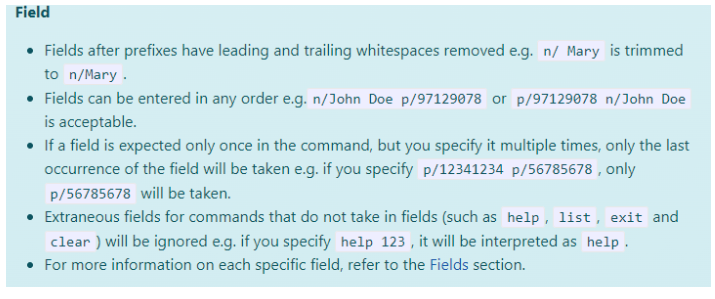 Field
Fields after prefixes have leading and trailing whitespaces removed e.g. n/ Mary is trimmed
to n/Mary .
Fields can be entered in any order e.g. n/John Doe p/97129078 or p/97129078 n/John Doe
is acceptable.
If a field is expected only once in the command, but you specify it multiple times, only the last
occurrence of the field will be taken e.g. if you specify p/12341234 p/56785678 , only
p/56785678 will be taken.
Extraneous fields for commands that do not take in fields (such as help , list , exit and
clear ) will be ignored e.g. if you specify help 123 , it will be interpreted as help .
For more information on each specific field, refer to the Fields section.